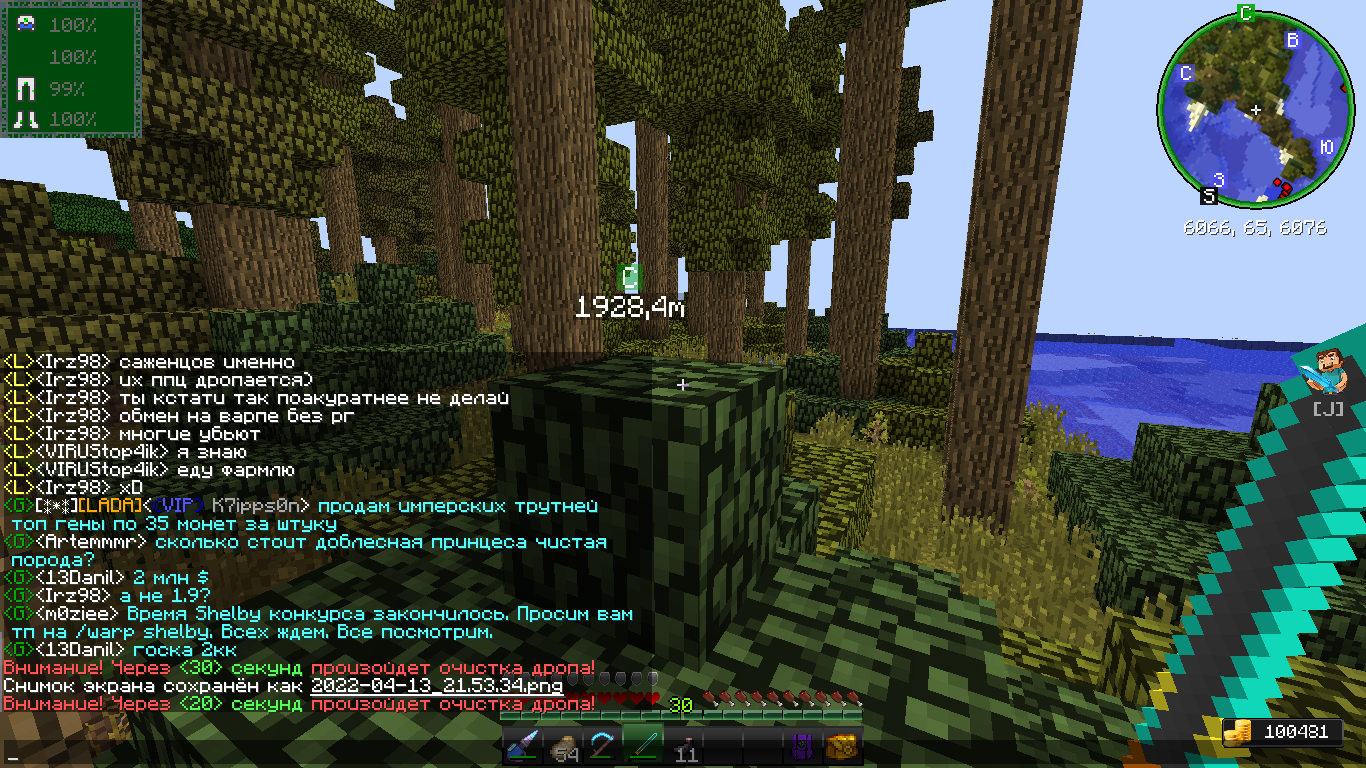 100%
100%
99%
100%
С
В
С
Ю
З
S
6066, 65, 6076
С
1928,4m
[J]
<L><Irz98> саженцов именно
<L><Irz98> их ппц дропается)
<L><Irz98> ты кстати так поакуратнее не делай
<L><Irz98> обмен на варпе без рг
<L><Irz98> многие убьют
<L><VIRUStop4ik> я знаю
<L><VIRUStop4ik> еду фармлю
<L><Irz98> xD
<G>[⁂][LADA]<(VIP) K7ipps0n> продам имперских трутней
топ гены по 35 монет за штуку
<G><Artemmmr> сколько стоит доблесная принцеса чистая
порода?
<G><13Danil> 2 млн $
<G><Irz98> а не 1.9?
<G><m0ziee> Время Shelby конкурса закончилось. Просим вам
тп на /warp shelby. Всех ждем. Все посмотрим.
<G><13Danil> госка 2кк
Внимание! Через <30> секунд произойдет очистка дропа!
Снимок экрана сохранён как 2022-04-13_21.53.34.png
Внимание! Через <20> секунд произойдет очистка дропа!
30
54
11
100481
_